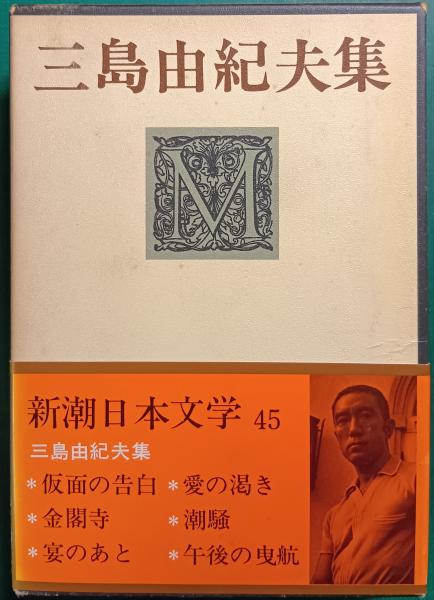 三島由紀夫集
M
新潮日本文学 45
三島由紀夫集
*仮面の告白 *愛の渇き
*金閣寺 *潮騒
*宴のあと *午後の曳航